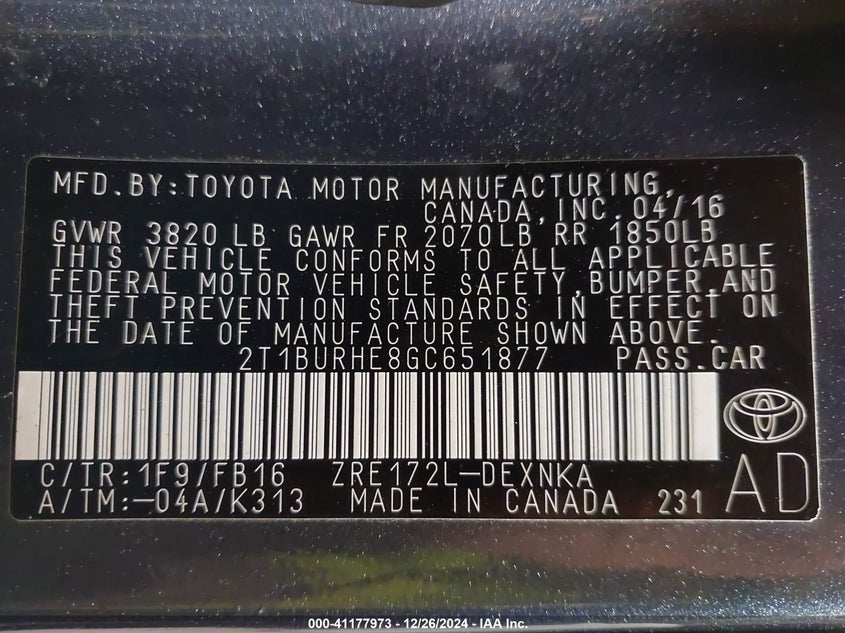 MFD.BY:TOYOTA MOTOR MANUFACTURING,
CANADA,INC.04/16
GVWR 3820LB GAWR FR 2070LB RR 1850LB
THIS VEHICLE CONFORMS TO ALL APPLICABLE
FEDERAL MOTOR VEHICLE SAFETY,BUMPER,AND
THEFT PREVENTION STANDARDS IN EFFECT ON
THE DATE OF MANUFACTURE SHOWN ABOVE.
2T1BURHE8GC651877 PASS.CAR
C/TR:1F9/FB16 ZRE172L-DEXNKA
A/TM:-04A/K313 MADE IN CANADA 231 AD
000-41177973 - 12/26/2024 - IAA Inc.